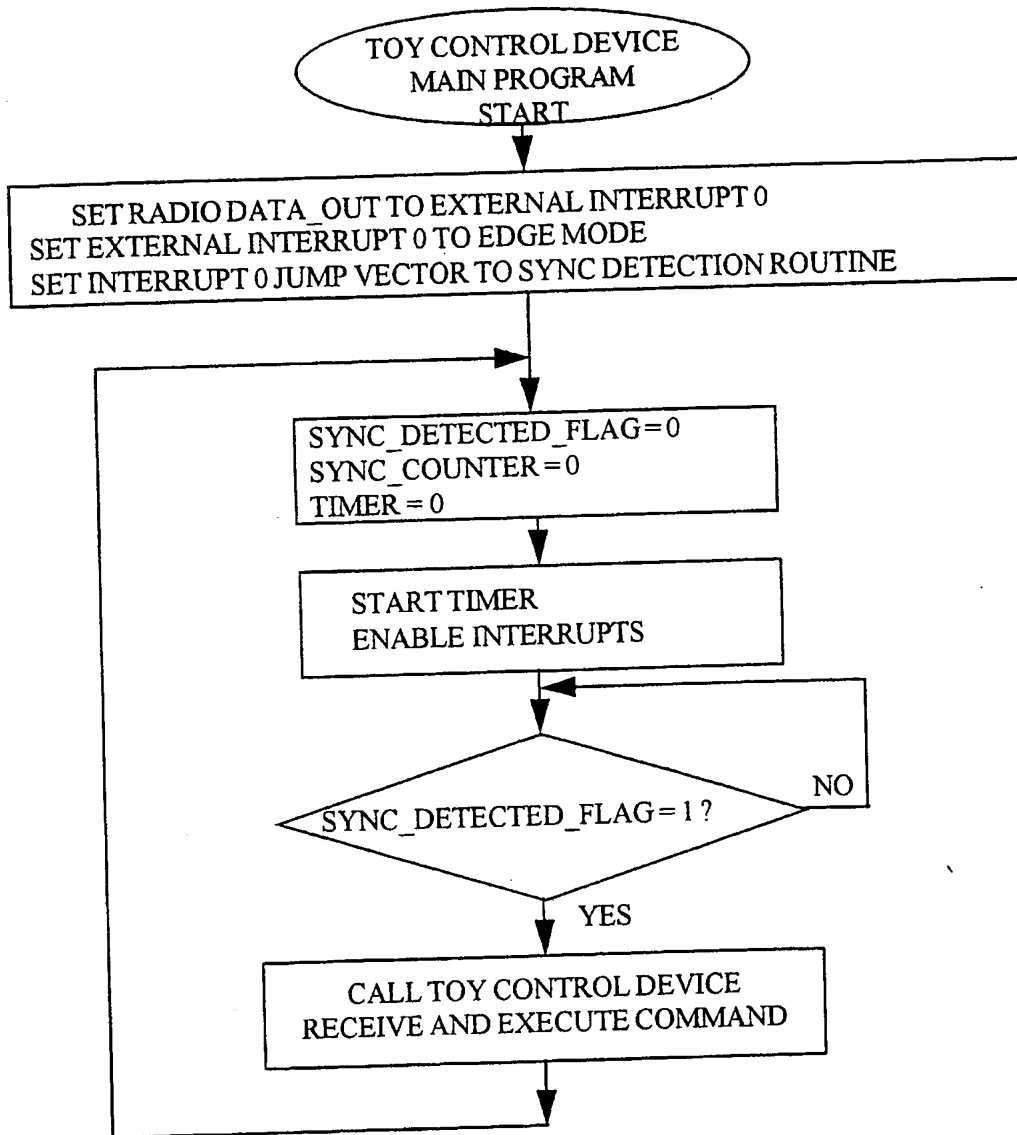 TOY CONTROL DEVICE
MAIN PROGRAM
START
SET RADIO DATA_OUT TO EXTERNAL INTERRUPT 0
SET EXTERNAL INTERRUPT 0 TO EDGE MODE
SET INTERRUPT 0 JUMP VECTOR TO SYNC DETECTION ROUTINE
SYNC_DETECTED_FLAG = 0
SYNC_COUNTER = 0
TIMER = 0
START TIMER
ENABLE INTERRUPTS
SYNC_DETECTED_FLAG = 1 ?
NO
YES
CALL TOY CONTROL DEVICE
RECEIVE AND EXECUTE COMMAND